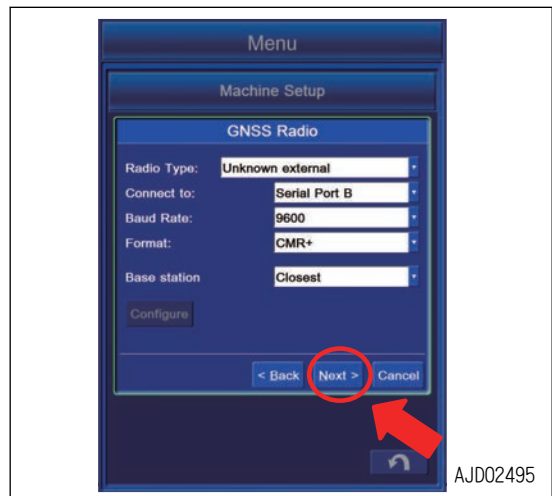 Menu
Machine Setup
GNSS Radio
Radio Type: Unknown external
Connect to: Serial Port B
Baud Rate: 9600
Format: CMR+
Base station Closest
Configure
< Back Next > Cancel
AJD02495